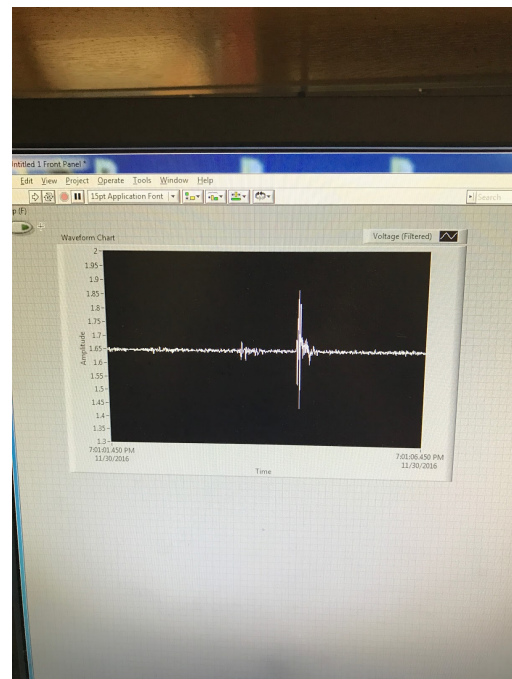 ntitled 1 Front Panel *
Edit View Project Operate Tools Window Help
15pt Application Font
Search
p (F)
Waveform Chart
Voltage (Filtered)
Amplitude
2
1.95
1.9
1.85
1.8
1.75
1.7
1.65
1.6
1.55
1.5
1.45
1.4
1.35
1.3
7:01:01.450 PM
11/30/2016
7:01:06.450 PM
11/30/2016
Time